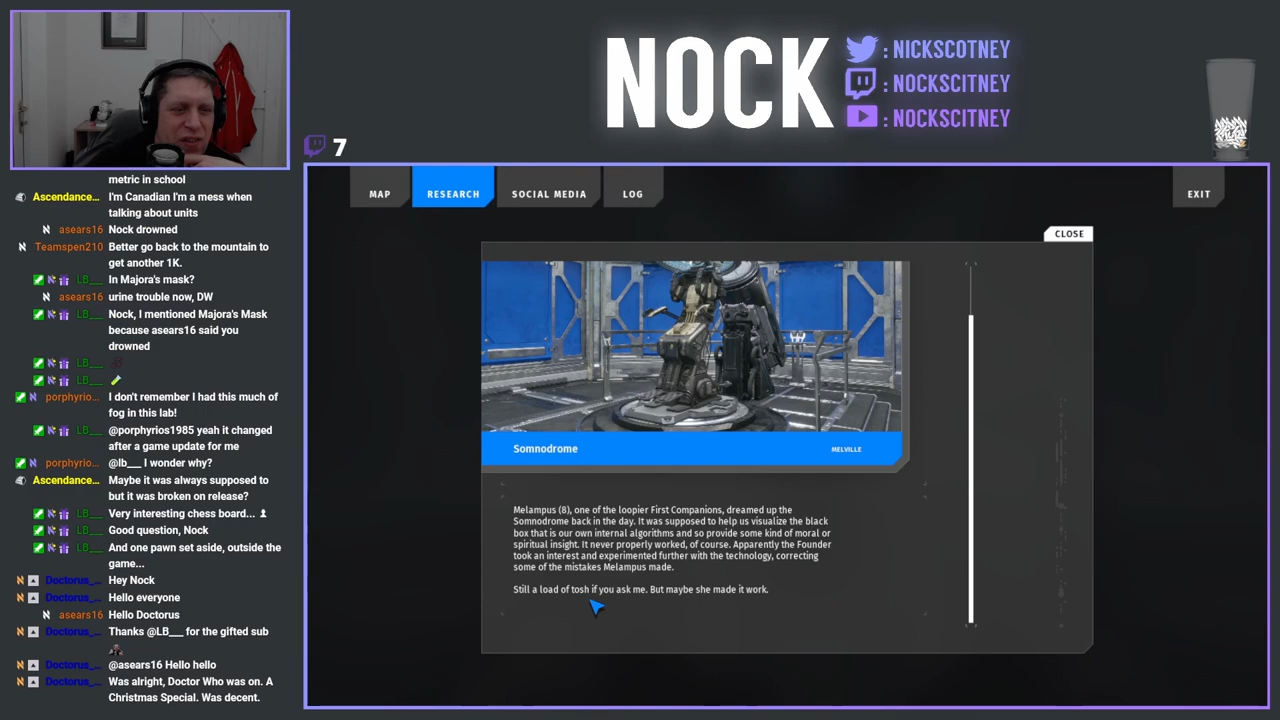 NOCK
: NICKSCOTNEY
: NOCKSCITNEY
: NOCKSCITNEY
7
metric in school
Ascendance... I'm Canadian I'm a mess when
talking about units
asears16 Nock drowned
Teamspen210 Better go back to the mountain to
get another 1K.
LB__ In Majora's mask?
asears16 urine trouble now, DW
LB__ Nock, I mentioned Majora's Mask
because asears16 said you
drowned
LB__
LB__
porphyrio... I don't remember I had this much of
fog in this lab!
LB__ @porphyrios1985 yeah it changed
after a game update for me
porphyrio... @lb__ I wonder why?
Ascendance... Maybe it was always supposed to
but it was broken on release?
LB__ Very interesting chess board...
LB__ Good question, Nock
LB__ And one pawn set aside, outside the
game...
Doctorus_... Hey Nock
Doctorus_... Hello everyone
asears16 Hello Doctorus
Doctorus_... Thanks @LB__ for the gifted sub
Doctorus_... @asears16 Hello hello
Doctorus_... Was alright, Doctor Who was on. A
Christmas Special. Was decent.
MAP RESEARCH SOCIAL MEDIA LOG EXIT
CLOSE
Somnodrome MELVILLE
Melampus (8), one of the loopier First Companions, dreamed up the
Somnodrome back in the day. It was supposed to help us visualize the black
box that is our own internal algorithms and so provide some kind of moral or
spiritual insight. It never properly worked, of course. Apparently the Founder
took an interest and experimented further with the technology, correcting
some of the mistakes Melampus made.
Still a load of tosh if you ask me. But maybe she made it work.